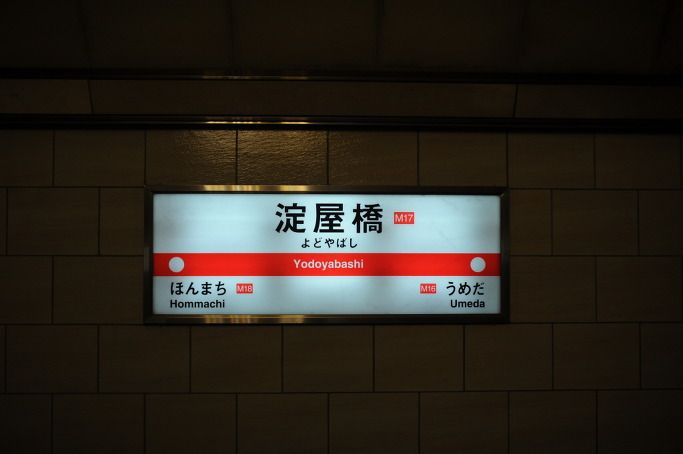 淀屋橋 M17
よどやばし
Yodoyabashi
ほんまち M18
Hommachi
M16 うめだ
Umeda